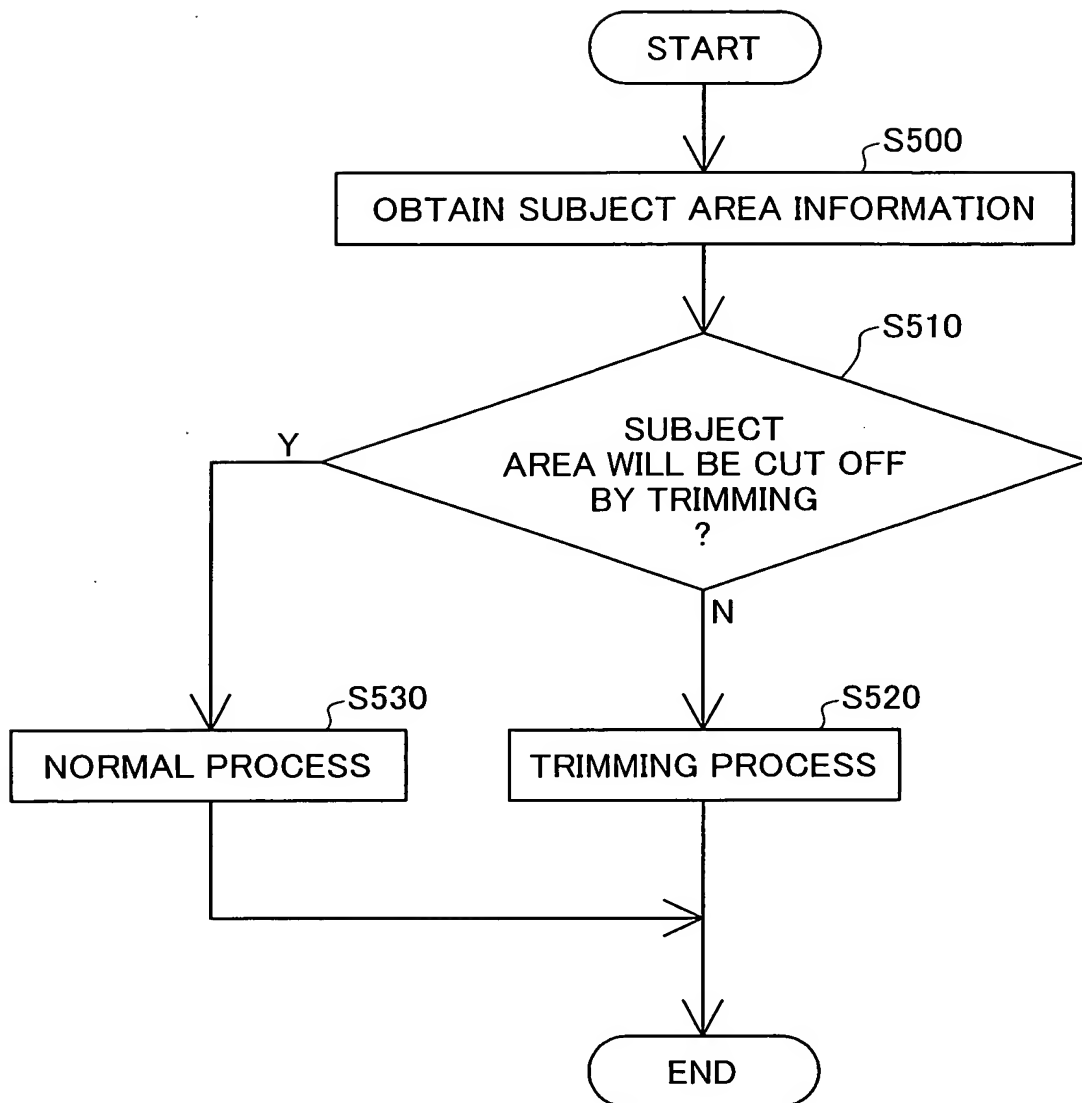 START
S500
OBTAIN SUBJECT AREA INFORMATION
S510
SUBJECT
AREA WILL BE CUT OFF
BY TRIMMING
?
Y
N
S530
S520
NORMAL PROCESS
TRIMMING PROCESS
END